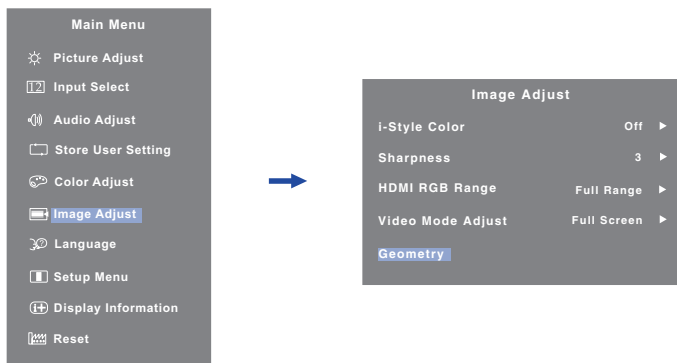 Main Menu
Picture Adjust
12 Input Select
Audio Adjust
Store User Setting
Color Adjust
Image Adjust
Language
Setup Menu
Display Information
Reset
Image Adjust
i-Style Color Off
Sharpness 3
HDMI RGB Range Full Range
Video Mode Adjust Full Screen
Geometry